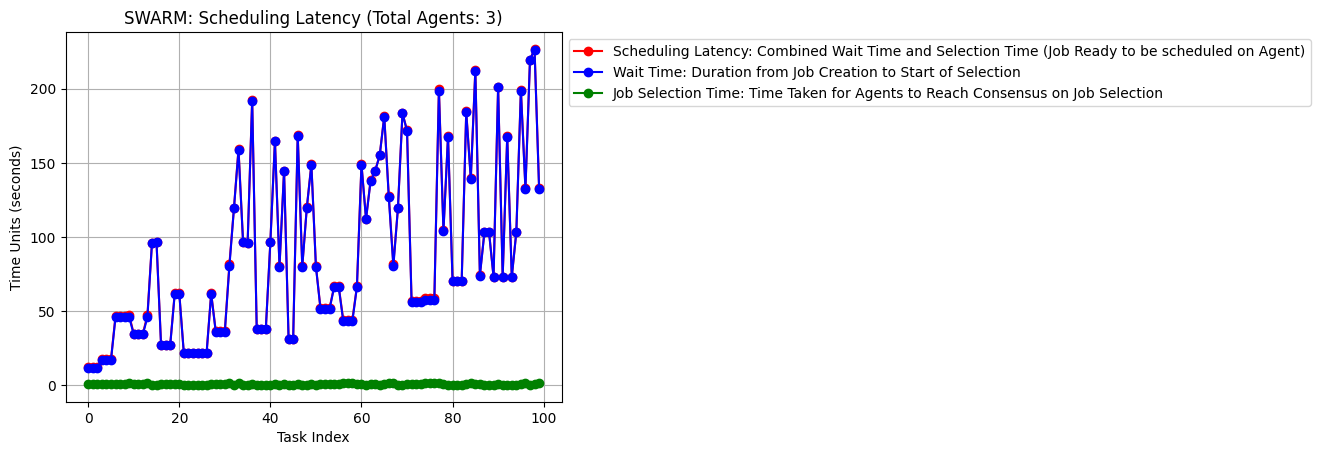 SWARM: Scheduling Latency (Total Agents: 3)
Scheduling Latency: Combined Wait Time and Selection Time (Job Ready to be scheduled on Agent)
Wait Time: Duration from Job Creation to Start of Selection
Job Selection Time: Time Taken for Agents to Reach Consensus on Job Selection
Time Units (seconds)
200
150
100
50
0
0 20 40 60 80 100
Task Index